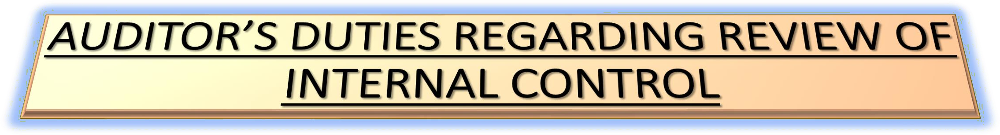 AUDITOR’S DUTIES REGARDING REVIEW OF
INTERNAL CONTROL